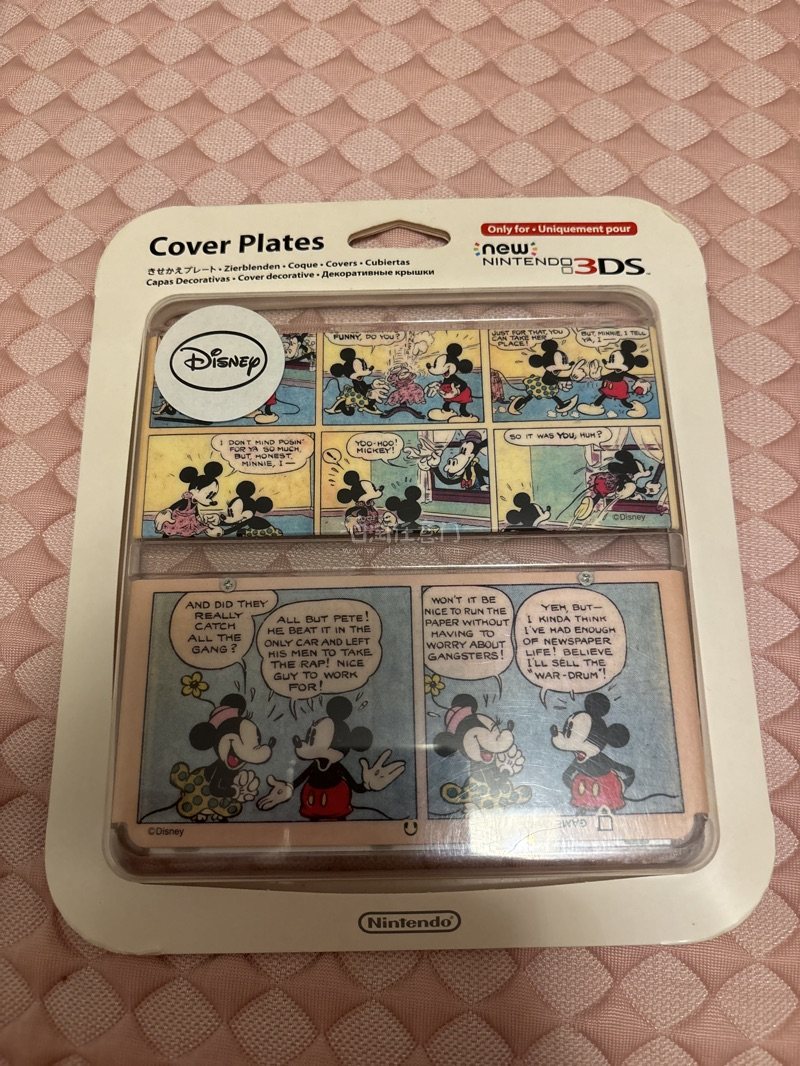 Cover Plates
きせかえプレート • Zierblenden • Coque • Covers • Cubiertas
Capas Decorativas • Cover decorative • Декоративные крышки
Only for • Uniquement pour
new
NINTENDO 3DS™
Disney
FUNNY, DO YOU?
JUST FOR THAT, YOU
CAN TAKE HER
PLACE!
BUT, MINNIE, I TELL
YA, I—
I DON'T MIND POSIN'
FOR YA SO MUCH,
BUT, HONEST,
MINNIE, I—
YOO-HOO!
MICKEY!
SO IT WAS YOU, HUH?
©Disney
AND DID THEY
REALLY
CATCH
ALL THE
GANG?
ALL BUT PETE!
HE BEAT IT IN THE
ONLY CAR AND LEFT
HIS MEN TO TAKE
THE RAP! NICE
GUY TO WORK
FOR!
WON'T IT BE
NICE TO RUN THE
PAPER WITHOUT
HAVING TO
WORRY ABOUT
GANGSTERS!
YEH, BUT—
I KINDA THINK
I'VE HAD ENOUGH
OF NEWSPAPER
LIFE! BELIEVE
I'LL SELL THE
"WAR-DRUM"!
©Disney
GAME
Nintendo